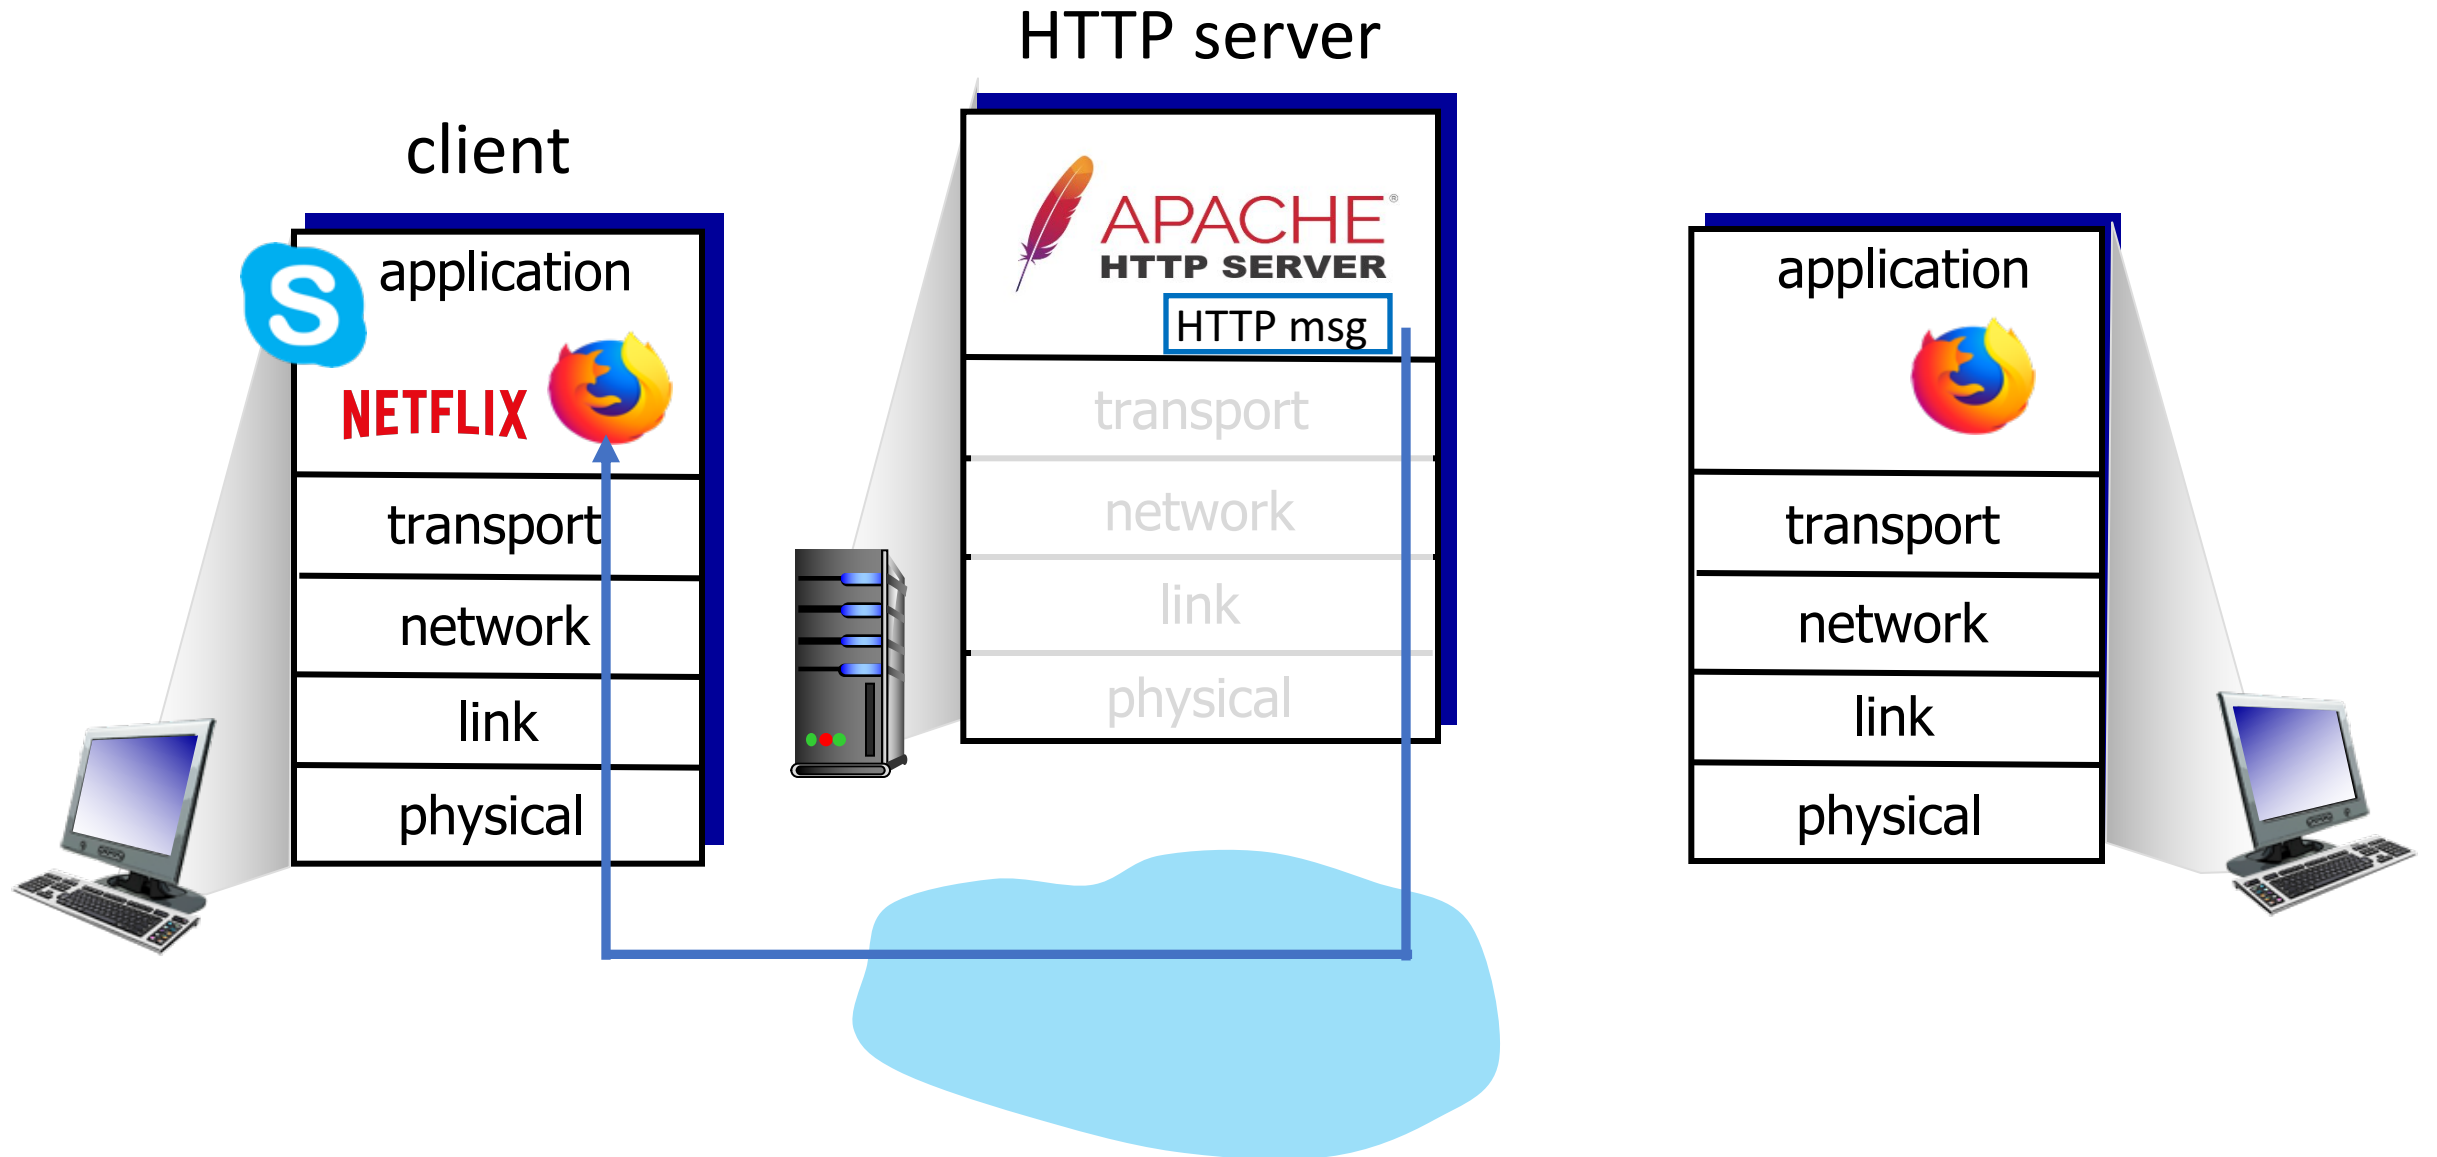 HTTP server
client
application
NETFLIX
transport
network
link
physical
APACHE®
HTTP SERVER
HTTP msg
transport
network
link
physical
application
transport
network
link
physical